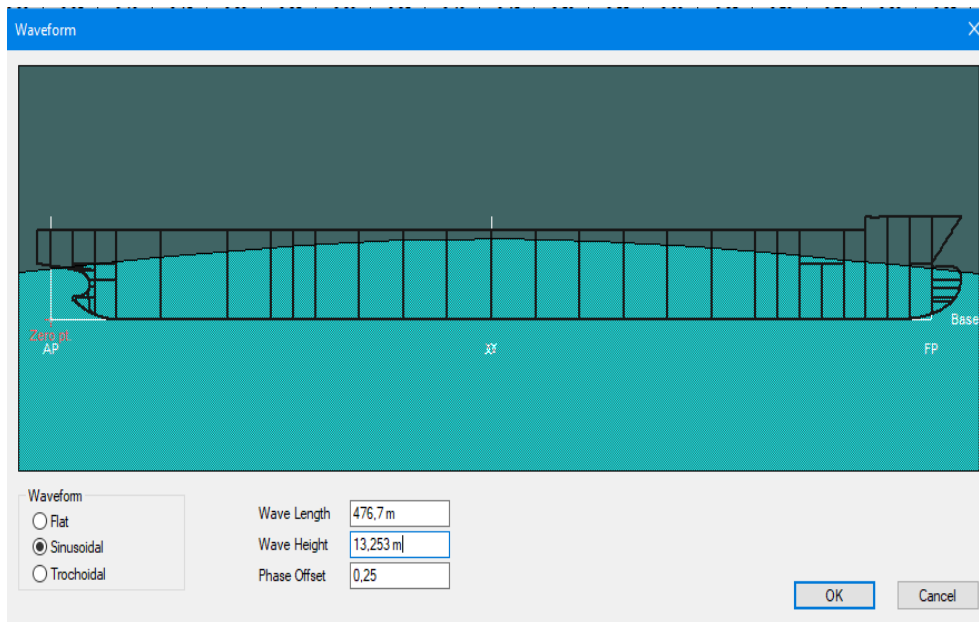 Waveform
Base
Zero pt.
AP
FP
Waveform
Flat
Sinusoidal
Trochoidal
Wave Length 476,7 m
Wave Height 13,253 m
Phase Offset 0,25
OK Cancel